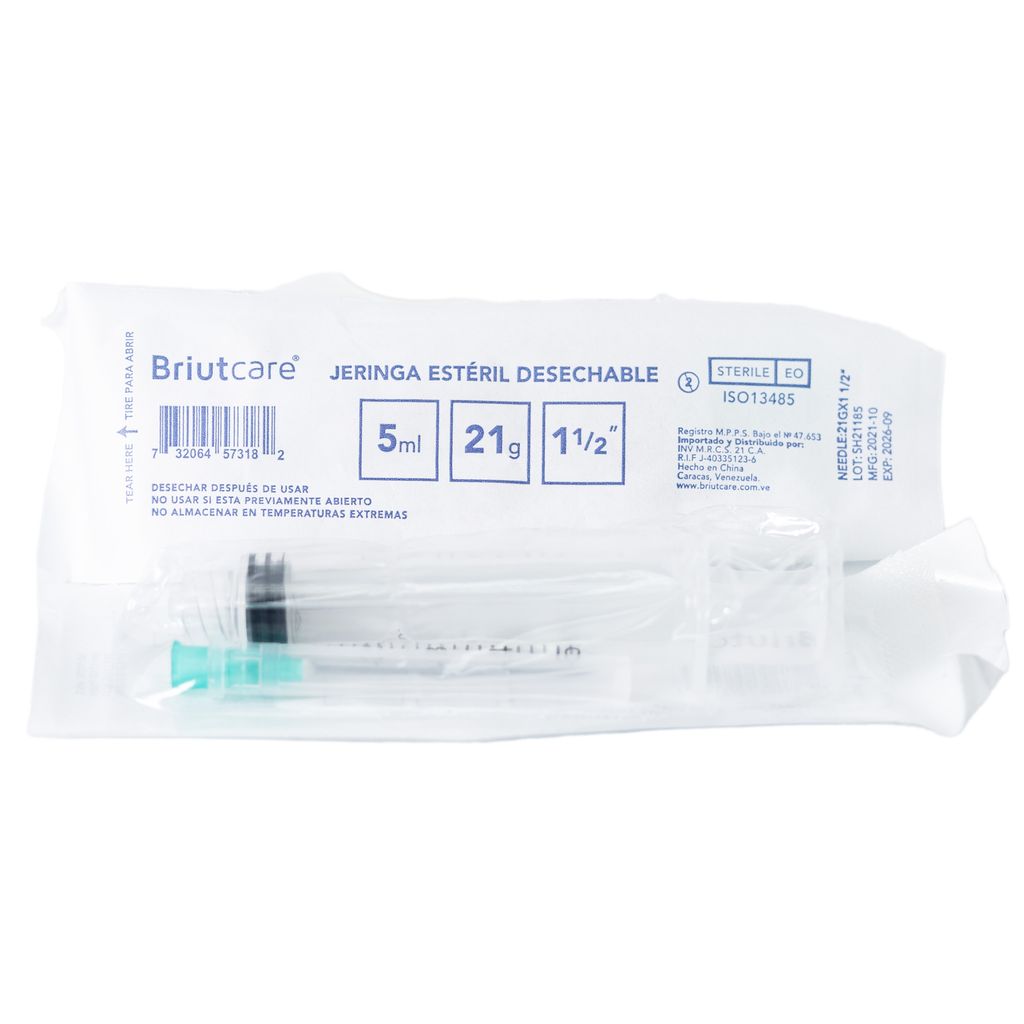 TEAR HERE ↑ TIRE PARA ABRIR
Briutcare®
7 32064 57318 2
DESECHAR DESPUÉS DE USAR
NO USAR SI ESTA PREVIAMENTE ABIERTO
NO ALMACENAR EN TEMPERATURAS EXTREMAS
JERINGA ESTÉRIL DESECHABLE
5ml
21g
1 1/2"
2
STERILE EO
ISO13485
Registro M.P.P.S. Bajo el Nº 47.653
Importado y Distribuido por:
INV M.R.C.S. 21 C.A.
R.I.F J-40335123-6
Hecho en China
Caracas, Venezuela.
www.briutcare.com.ve
NEEDLE:21GX1 1/2"
LOT: SH21185
MFG: 2021-10
EXP: 2026-09